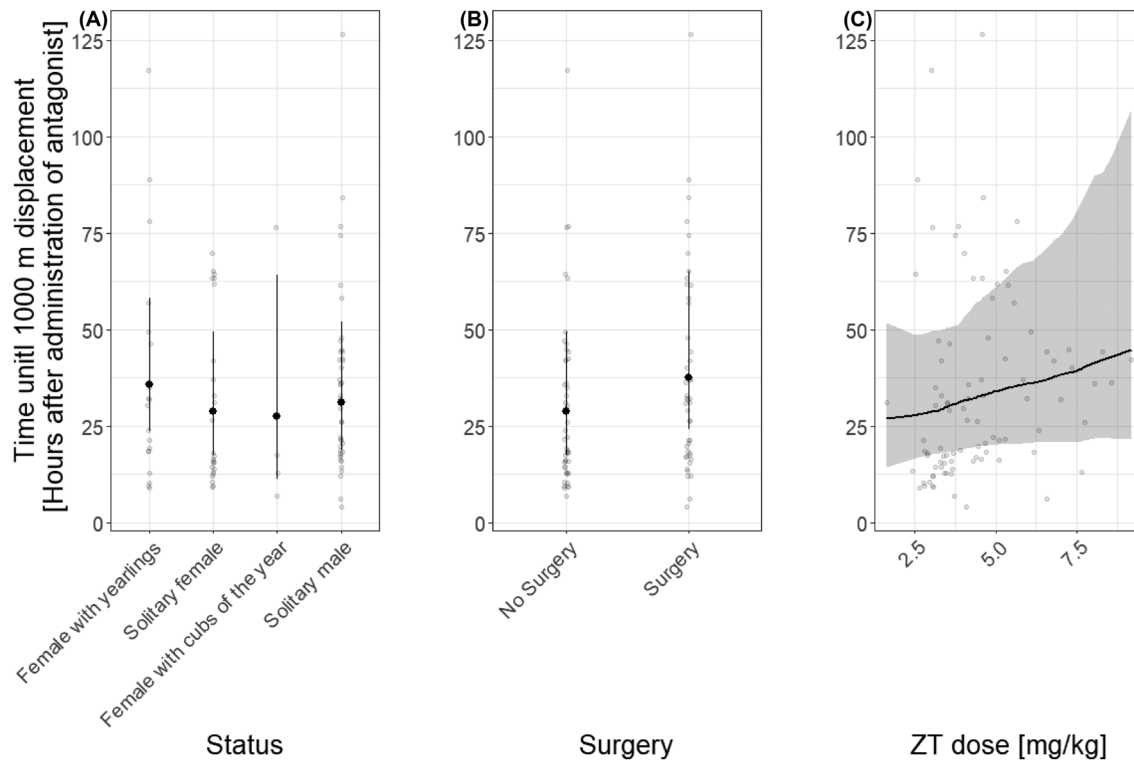 Time unitl 1000 m displacement
[Hours after administration of antagonist]
(A)
125
100
75
50
25
0
Female with yearlings
Solitary female
Female with cubs of the year
Solitary male
Status
(B)
125
100
75
50
25
0
No Surgery
Surgery
Surgery
(C)
125
100
75
50
25
0
2.5
5.0
7.5
ZT dose [mg/kg]